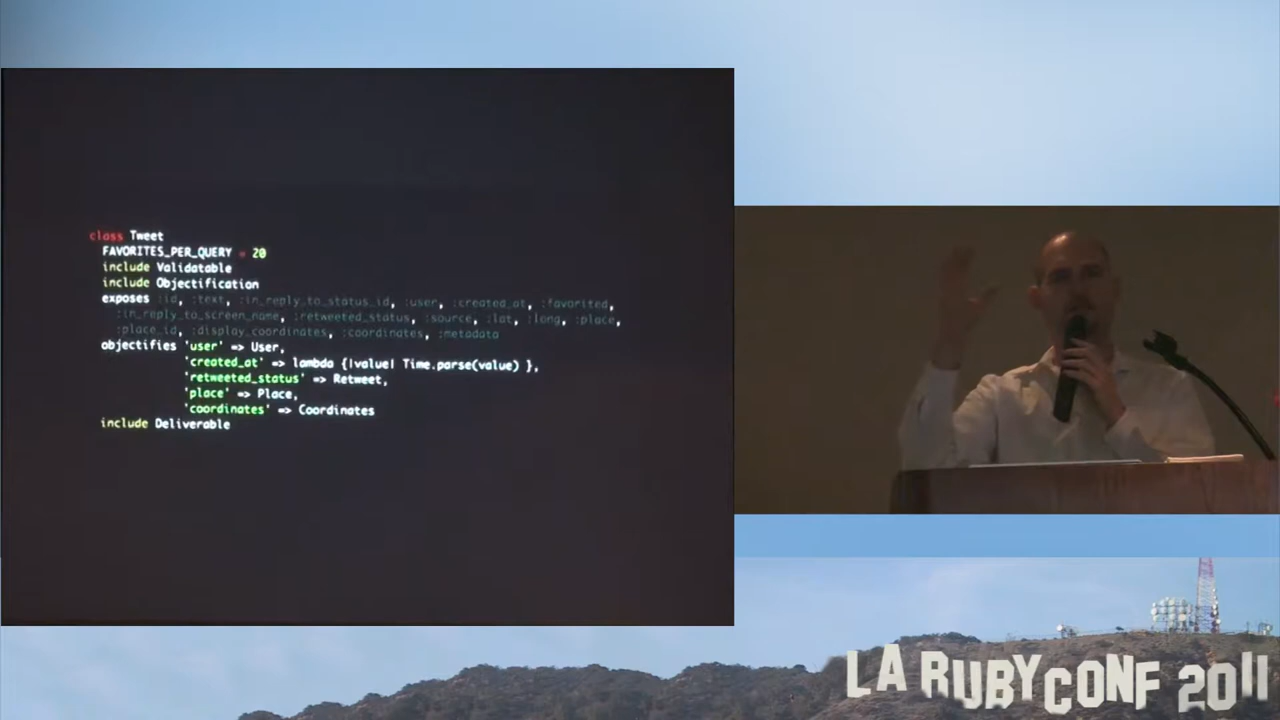 class Tweet
FAVORITES_PER_QUERY = 20
include Validatable
include Objectification
exposes :id, :text, :in_reply_to_status_id, :user, :created_at, :favorited,
:in_reply_to_screen_name, :retweeted_status, :source, :lat, :long, :place,
:place_id, :display_coordinates, :coordinates, :metadata
objectifies 'user' => User,
'created_at' => lambda {|value| Time.parse(value) },
'retweeted_status' => Retweet,
'place' => Place,
'coordinates' => Coordinates
include Deliverable
LA RUBYCONF 2011